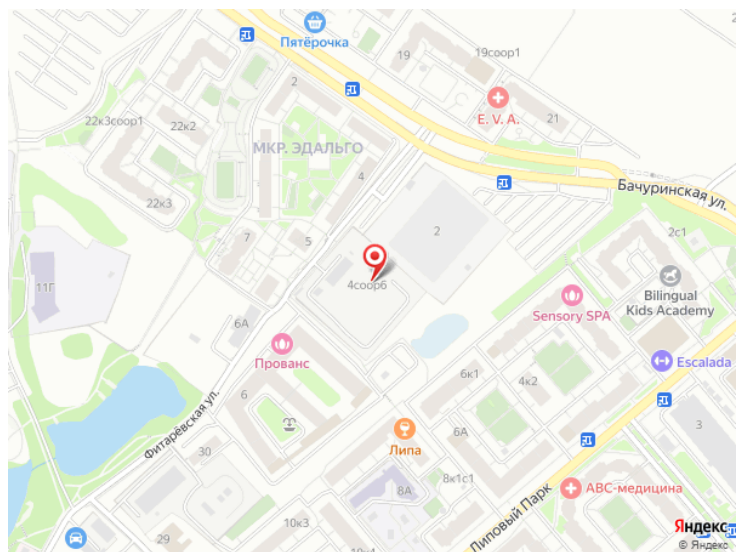 Пятёрочка
19
19соор1
2
22к3соор1
22к2
E. V. A.
21
МКР. ЭДАЛЬГО
4
Бачуринская ул.
22к3
7
5
2
2с1
11Г
4соор6
Bilingual
Kids Academy
Sensory SPA
6А
Прованс
Escalada
6к1
4к2
6
Фитарёвская ул.
6А
3
30
Липа
8к1с1
8А
АВС-медицина
Липовый Парк
10к3
29
10к4
Яндекс
© Яндекс